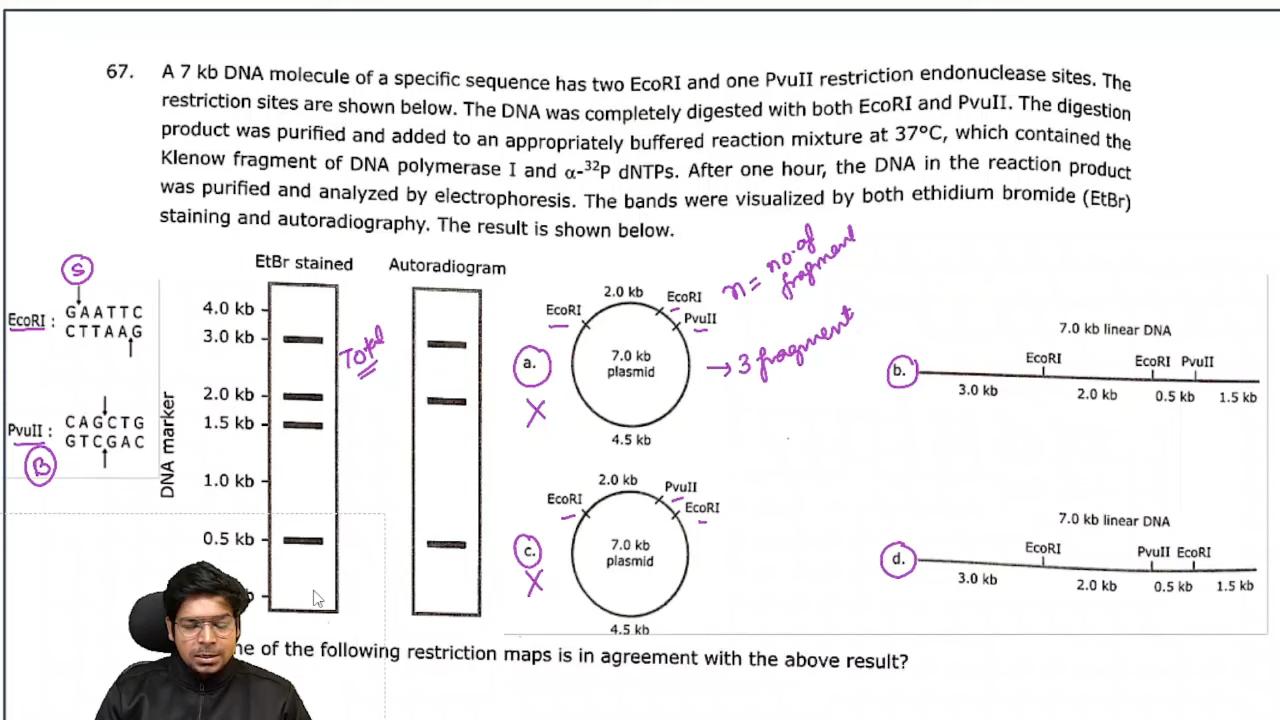 67. A 7 kb DNA molecule of a specific sequence has two EcoRI and one PvuII restriction endonuclease sites. The
restriction sites are shown below. The DNA was completely digested with both EcoRI and PvuII. The digestion
product was purified and added to an appropriately buffered reaction mixture at 37°C, which contained the
Klenow fragment of DNA polymerase I and α-³²P dNTPs. After one hour, the DNA in the reaction product
was purified and analyzed by electrophoresis. The bands were visualized by both ethidium bromide (EtBr)
staining and autoradiography. The result is shown below.
S
EcoRI : GAATTC
CTTAAG
PvuII : CAGCTG
GTCGAC
B
DNA marker
EtBr stained
Autoradiogram
4.0 kb
3.0 kb
2.0 kb
1.5 kb
1.0 kb
0.5 kb
Total
n = no. of
fragment
→ 3 fragment
a.
X
2.0 kb
EcoRI
EcoRI
PvuII
7.0 kb
plasmid
4.5 kb
b.
7.0 kb linear DNA
EcoRI EcoRI PvuII
3.0 kb 2.0 kb 0.5 kb 1.5 kb
c.
X
2.0 kb
EcoRI
PvuII
EcoRI
7.0 kb
plasmid
4.5 kb
d.
7.0 kb linear DNA
EcoRI PvuII EcoRI
3.0 kb 2.0 kb 0.5 kb 1.5 kb
of the following restriction maps is in agreement with the above result?